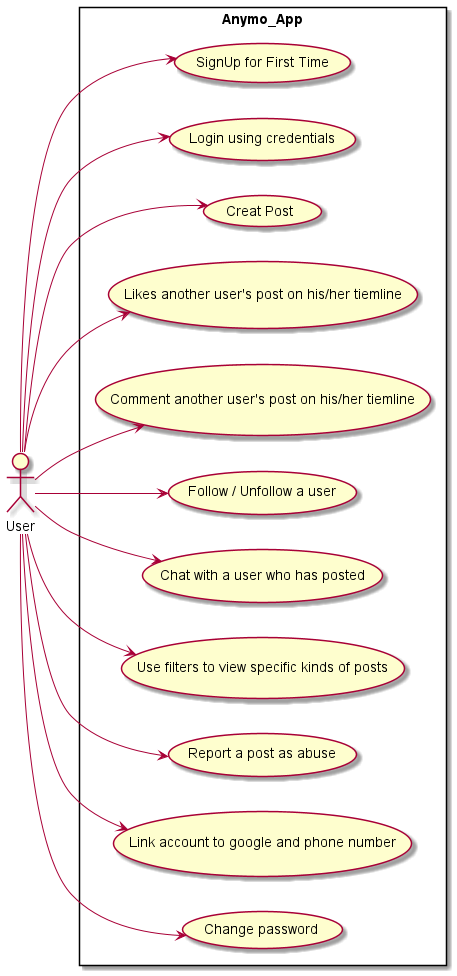 Anymo_App
SignUp for First Time
Login using credentials
Creat Post
Likes another user's post on his/her tiemline
Comment another user's post on his/her tiemline
Follow / Unfollow a user
User
Chat with a user who has posted
Use filters to view specific kinds of posts
Report a post as abuse
Link account to google and phone number
Change password